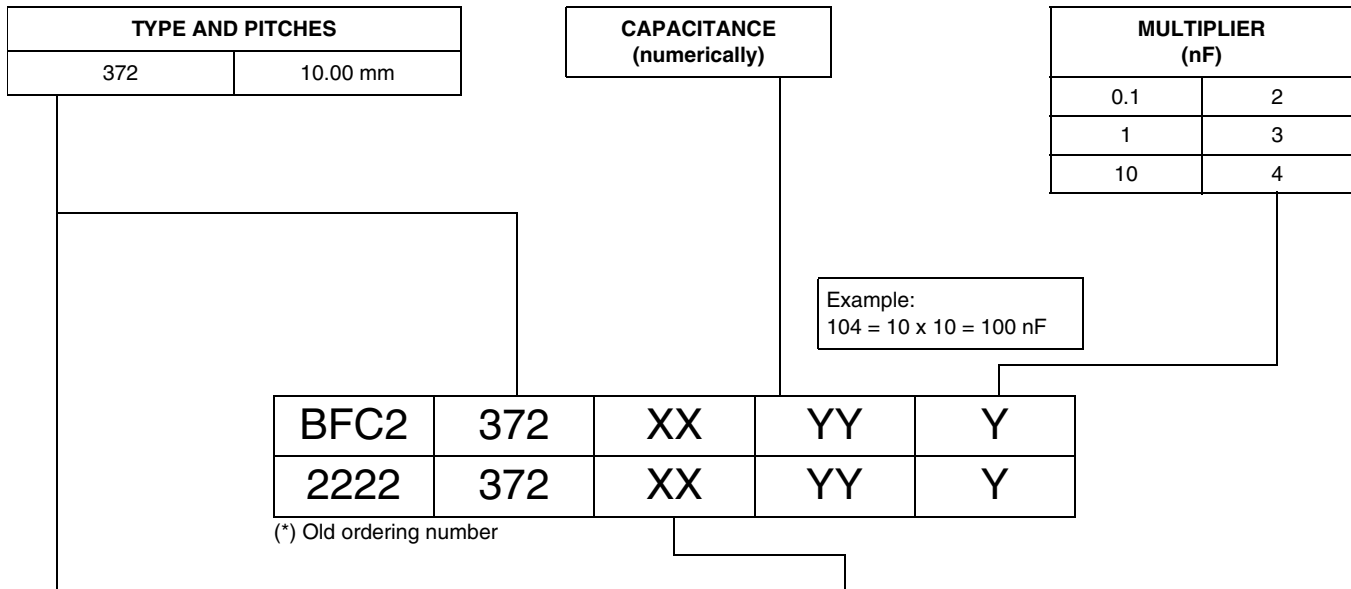 TYPE AND PITCHES
372 10.00 mm
CAPACITANCE
(numerically)
MULTIPLIER
(nF)
0.1 2
1 3
10 4
Example:
104 = 10 x 10 = 100 nF
BFC2 372 XX YY Y
2222 372 XX YY Y
(*) Old ordering number